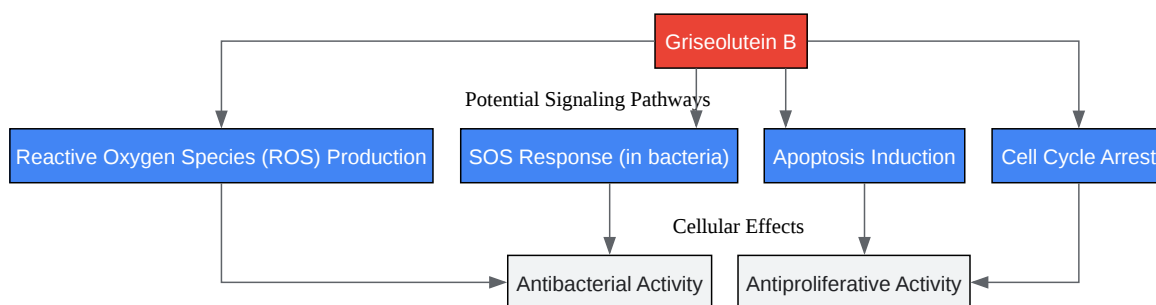 Griseolutein B
Potential Signaling Pathways
Reactive Oxygen Species (ROS) Production
SOS Response (in bacteria)
Apoptosis Induction
Cell Cycle Arrest
Cellular Effects
Antibacterial Activity
Antiproliferative Activity